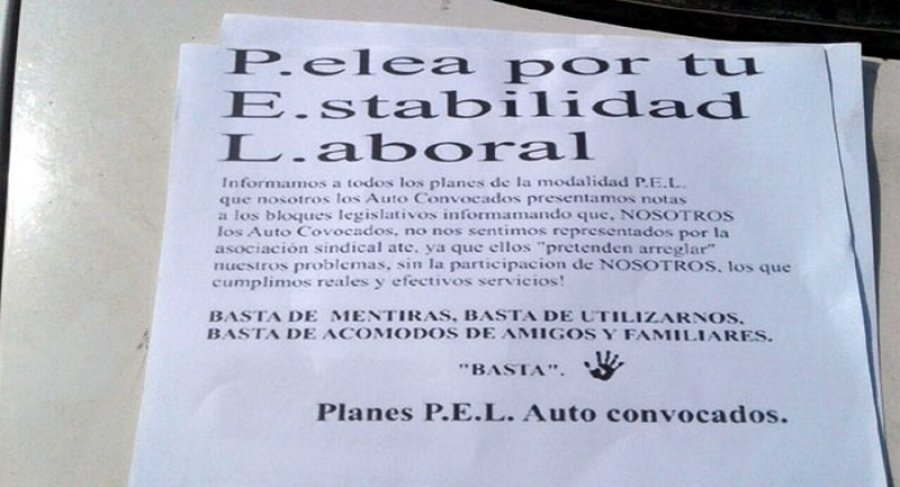 P.elea por tu
E.stabilidad
L.aboral
Informamos a todos los planes de la modalidad P.E.L.
que nosotros los Auto Convocados presentamos notas
a los bloques legislativos informamando que, NOSOTROS
los Auto Covocados, no nos sentimos representados por la
asociación sindical ate. ya que ellos "pretenden arreglar"
nuestros problemas, sin la participacion de NOSOTROS, los que
cumplimos reales y efectivos servicios!
BASTA DE MENTIRAS, BASTA DE UTILIZARNOS,
BASTA DE ACOMODOS DE AMIGOS Y FAMILIARES.
"BASTA".
Planes P.E.L. Auto convocados.